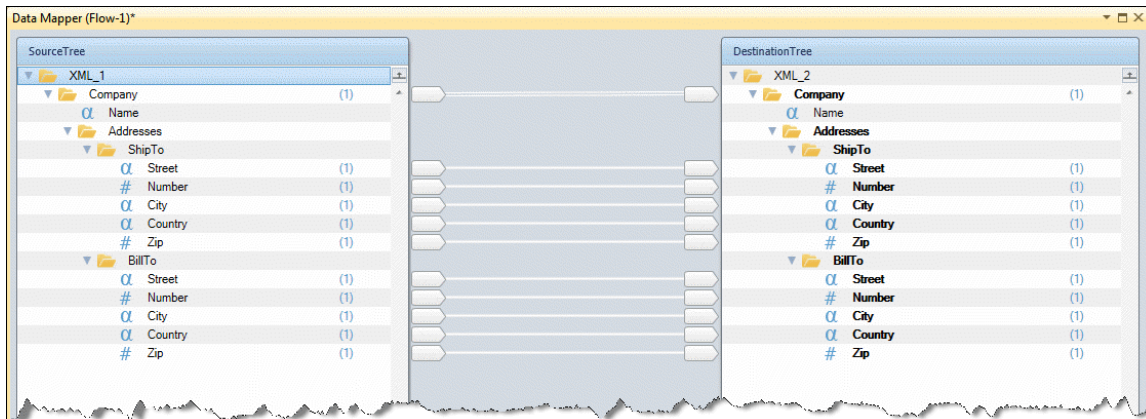 Data Mapper (Flow-1)*
SourceTree
XML_1
Company (1)
α Name
Addresses
ShipTo
α Street (1)
# Number (1)
α City (1)
α Country (1)
# Zip (1)
BillTo
α Street (1)
# Number (1)
α City (1)
α Country (1)
# Zip (1)
DestinationTree
XML_2
Company (1)
α Name
Addresses
ShipTo
α Street (1)
# Number (1)
α City (1)
α Country (1)
# Zip (1)
BillTo
α Street (1)
# Number (1)
α City (1)
α Country (1)
# Zip (1)